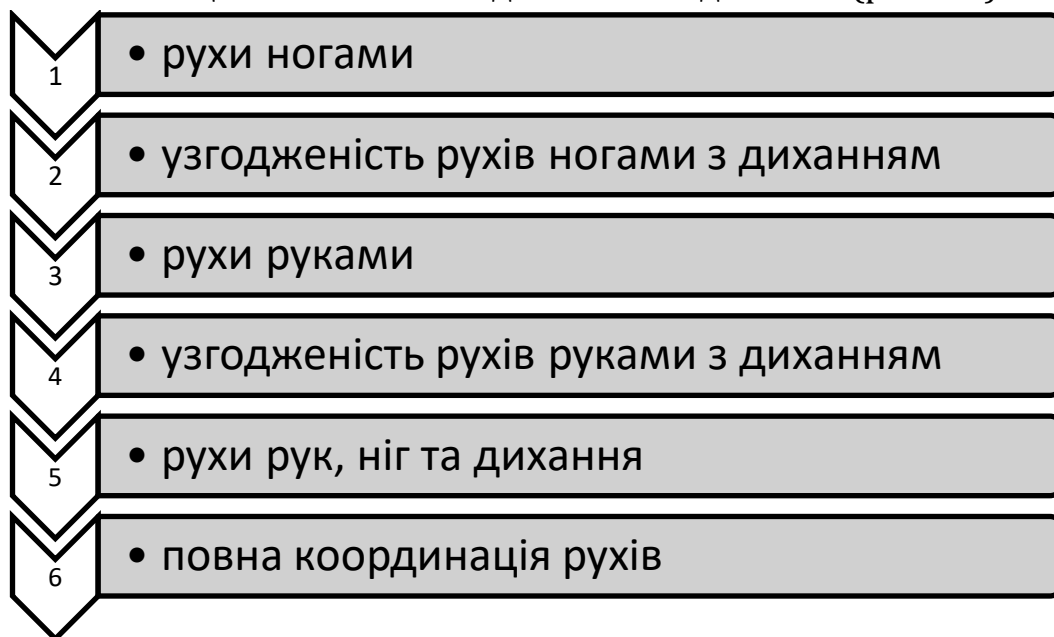 1
• рухи ногами
2
• узгодженість рухів ногами з диханням
3
• рухи руками
4
• узгодженість рухів руками з диханням
5
• рухи рук, ніг та дихання
6
• повна координація рухів